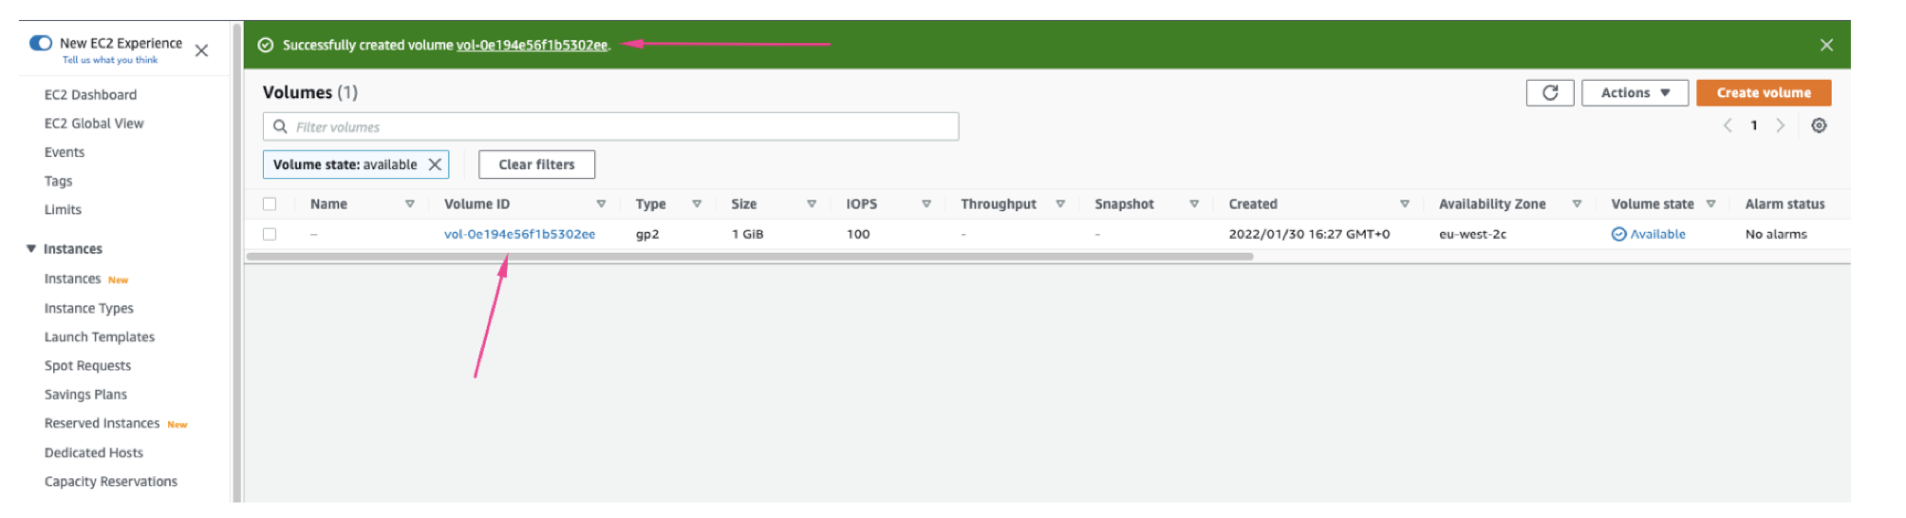 New EC2 Experience
Tell us what you think
EC2 Dashboard
EC2 Global View
Events
Tags
Limits
Instances
Instances New
Instance Types
Launch Templates
Spot Requests
Savings Plans
Reserved Instances New
Dedicated Hosts
Capacity Reservations
Successfully created volume vol-0e194e56f1b5302ee.
Volumes (1)
Actions
Create volume
Filter volumes
1
Volume state: available
Clear filters
Name Volume ID Type Size IOPS Throughput Snapshot Created Availability Zone Volume state Alarm status
– vol-0e194e56f1b5302ee gp2 1 GiB 100 - - 2022/01/30 16:27 GMT+0 eu-west-2c Available No alarms